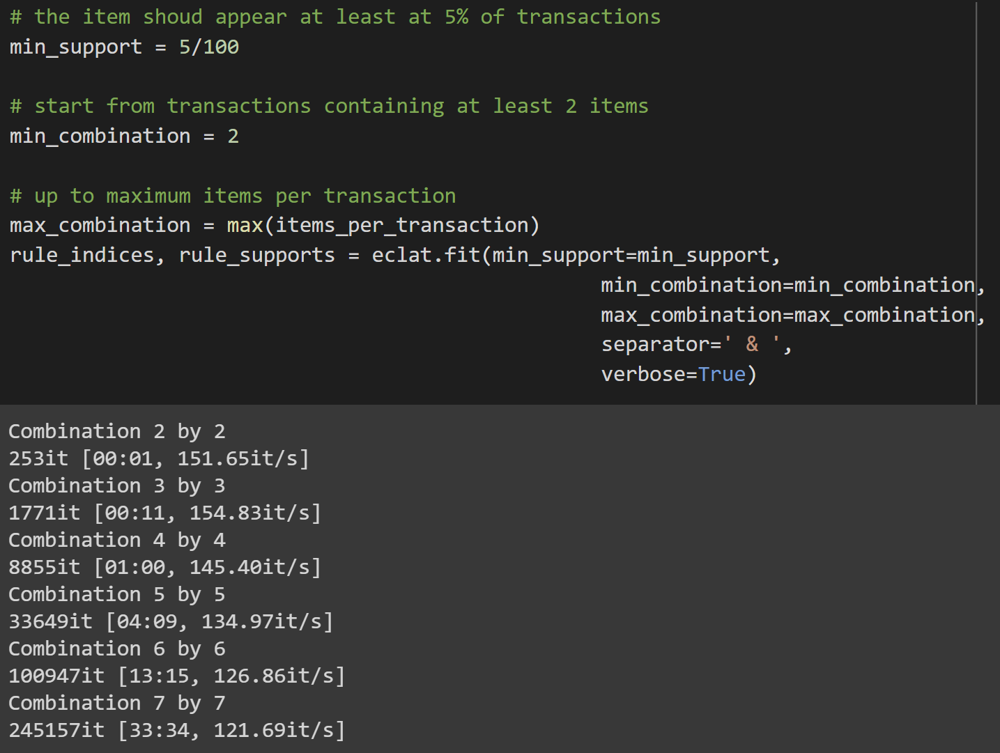 # the item shoud appear at least at 5% of transactions
min_support = 5/100
# start from transactions containing at least 2 items
min_combination = 2
# up to maximum items per transaction
max_combination = max(items_per_transaction)
rule_indices, rule_supports = eclat.fit(min_support=min_support,
min_combination=min_combination,
max_combination=max_combination,
separator=' & ',
verbose=True)
Combination 2 by 2
253it [00:01, 151.65it/s]
Combination 3 by 3
1771it [00:11, 154.83it/s]
Combination 4 by 4
8855it [01:00, 145.40it/s]
Combination 5 by 5
33649it [04:09, 134.97it/s]
Combination 6 by 6
100947it [13:15, 126.86it/s]
Combination 7 by 7
245157it [33:34, 121.69it/s]